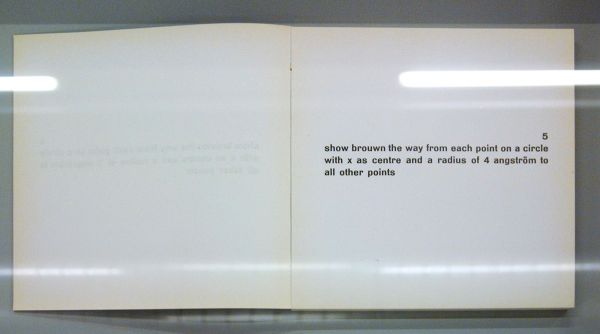 5
show brouwn the way from each point on a circle
with x as centre and a radius of 4 angström to
all other points